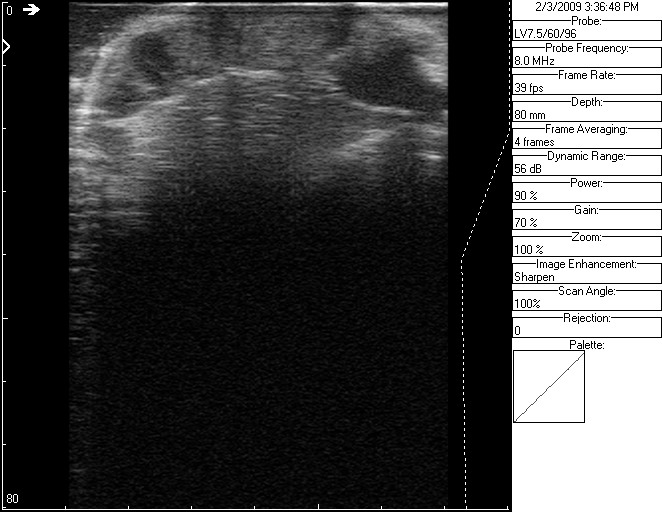 0
80
2/3/2009 3:36:48 PM
Probe:
LV7.5/60/96
Probe Frequency:
8.0 MHz
Frame Rate:
39 fps
Depth:
80 mm
Frame Averaging:
4 frames
Dynamic Range:
56 dB
Power:
90 %
Gain:
70 %
Zoom:
100 %
Image Enhancement:
Sharpen
Scan Angle:
100%
Rejection:
0
Palette: